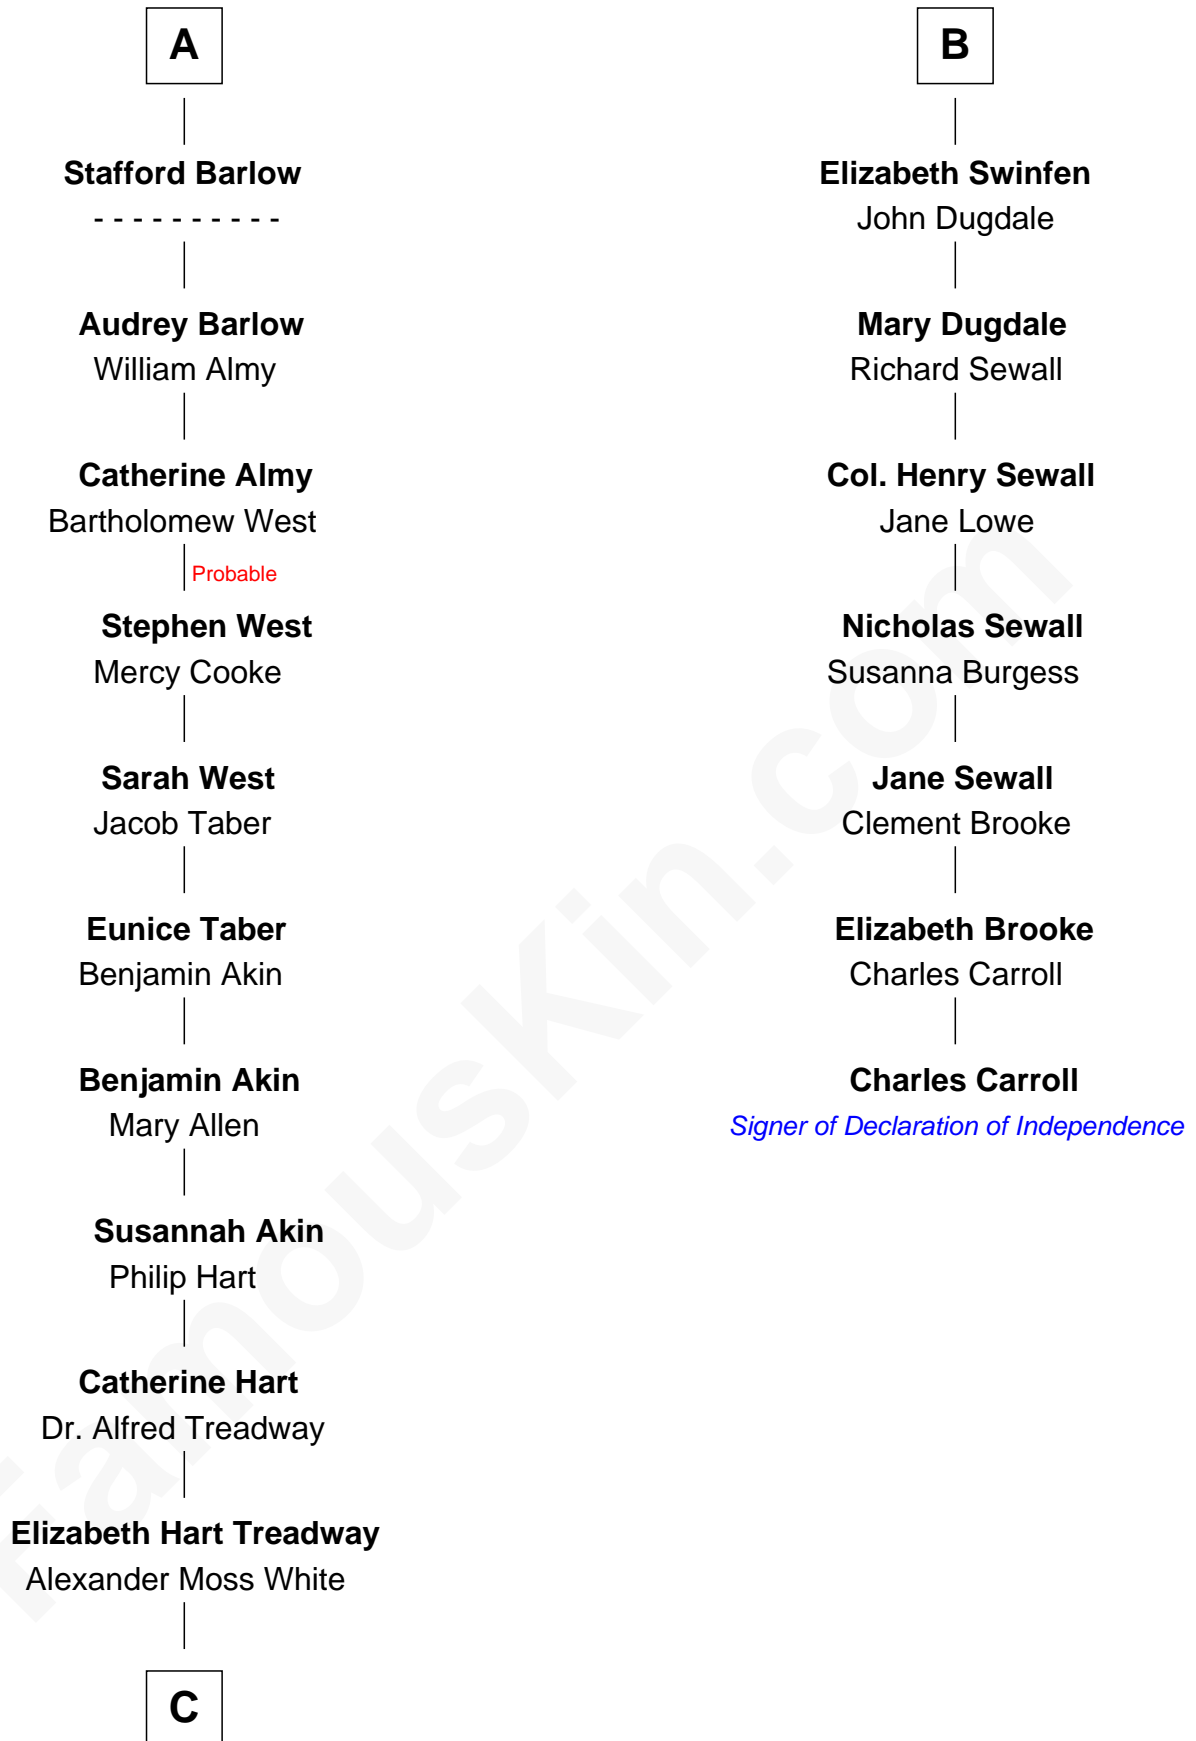 A
Stafford Barlow
- - - - - - - - - -
Audrey Barlow
William Almy
Catherine Almy
Bartholomew West
Probable
Stephen West
Mercy Cooke
Sarah West
Jacob Taber
Eunice Taber
Benjamin Akin
Benjamin Akin
Mary Allen
Susannah Akin
Philip Hart
Catherine Hart
Dr. Alfred Treadway
Elizabeth Hart Treadway
Alexander Moss White
C
B
Elizabeth Swinfen
John Dugdale
Mary Dugdale
Richard Sewall
Col. Henry Sewall
Jane Lowe
Nicholas Sewall
Susanna Burgess
Jane Sewall
Clement Brooke
Elizabeth Brooke
Charles Carroll
Charles Carroll
Signer of Declaration of Independence
FamousKin.com